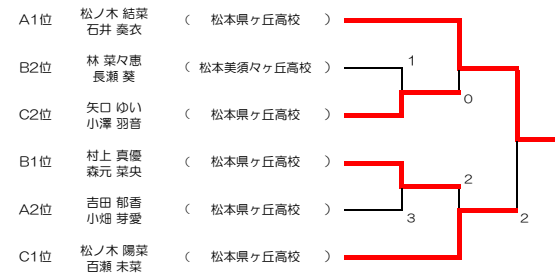 A1位 松ノ木 結菜 石井 奏衣 （ 松本県ヶ丘高校 ）
B2位 林 菜々恵 長瀬 葵 （ 松本美須々ヶ丘高校 ） 1
C2位 矢口 ゆい 小澤 羽音 （ 松本県ヶ丘高校 ） 0
B1位 村上 真優 森元 菜央 （ 松本県ヶ丘高校 ） 2
A2位 吉田 郁香 小畑 芽愛 （ 松本県ヶ丘高校 ） 3 2
C1位 松ノ木 陽菜 百瀬 未菜 （ 松本県ヶ丘高校 ）